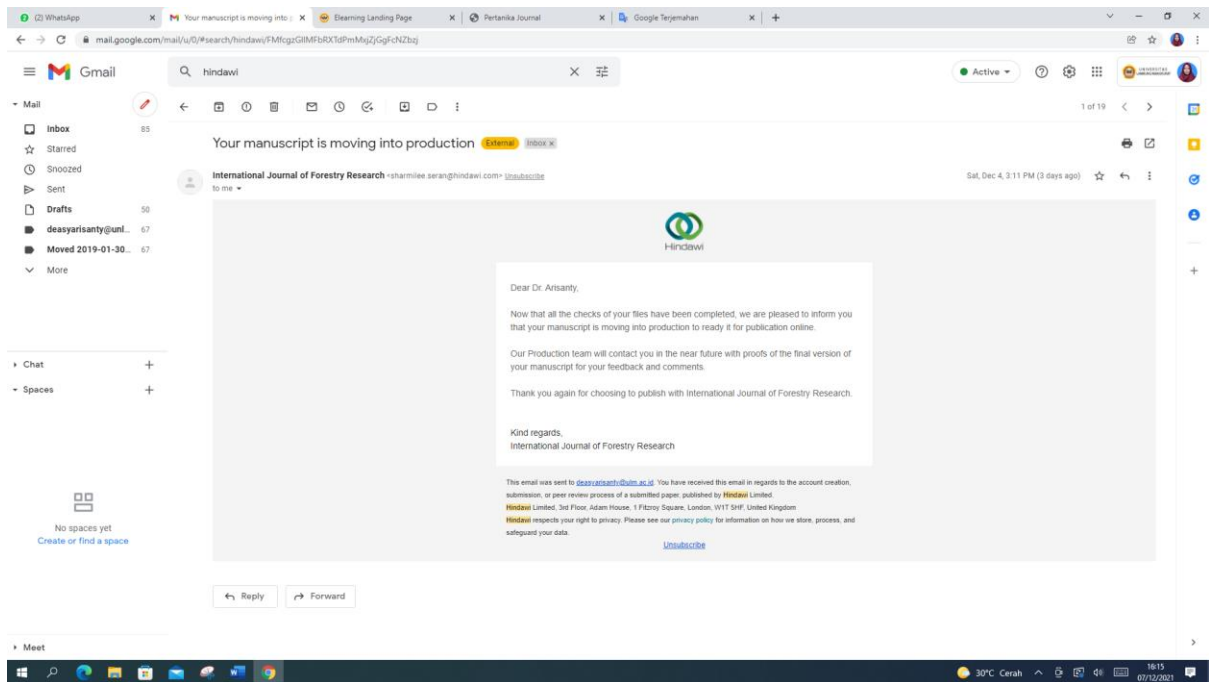 (2) WhatsApp
Your manuscript is moving into p
Elearning Landing Page
Pertanika Journal
Google Terjemahan
mail.google.com/mail/u/0/#search/hindawi/
Gmail
hindawi
Active
Mail
1 of 19
Inbox 85
Starred
Snoozed
Sent
Drafts 50
deasyarisanty@unl... 67
Moved 2019-01-30... 67
More
Your manuscript is moving into production External Inbox x
International Journal of Forestry Research <sharmilee.seran@hindawi.com> Unsubscribe
Sat, Dec 4, 3:11 PM (3 days ago)
to me
Hindawi
Dear Dr. Arisanty,
Now that all the checks of your files have been completed, we are pleased to inform you
that your manuscript is moving into production to ready it for publication online.
Our Production team will contact you in the near future with proofs of the final version of
your manuscript for your feedback and comments.
Thank you again for choosing to publish with International Journal of Forestry Research.
Kind regards,
International Journal of Forestry Research
This email was sent to deasyarisanty@ulm.ac.id. You have received this email in regards to the account creation,
submission, or peer review process of a submitted paper, published by Hindawi Limited.
Hindawi Limited, 3rd Floor, Adam House, 1 Fitzroy Square, London, W1T 5HF, United Kingdom
Hindawi respects your right to privacy. Please see our privacy policy for information on how we store, process, and
safeguard your data.
Unsubscribe
Chat
Spaces
No spaces yet
Create or find a space
Reply
Forward
Meet
30°C Cerah
16:15
07/12/2021